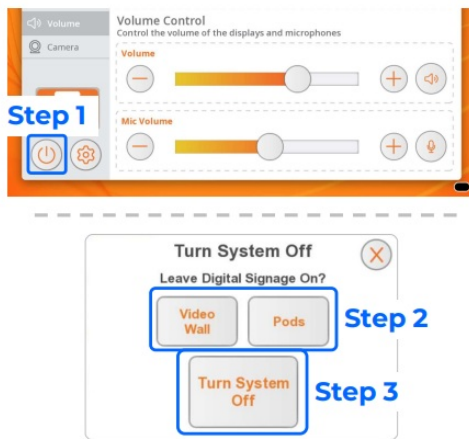 Volume
Volume Control
Control the volume of the displays and microphones
Camera
Volume
Step 1
Mic Volume
Turn System Off
Leave Digital Signage On?
Video
Wall
Pods
Step 2
Turn System
Off
Step 3